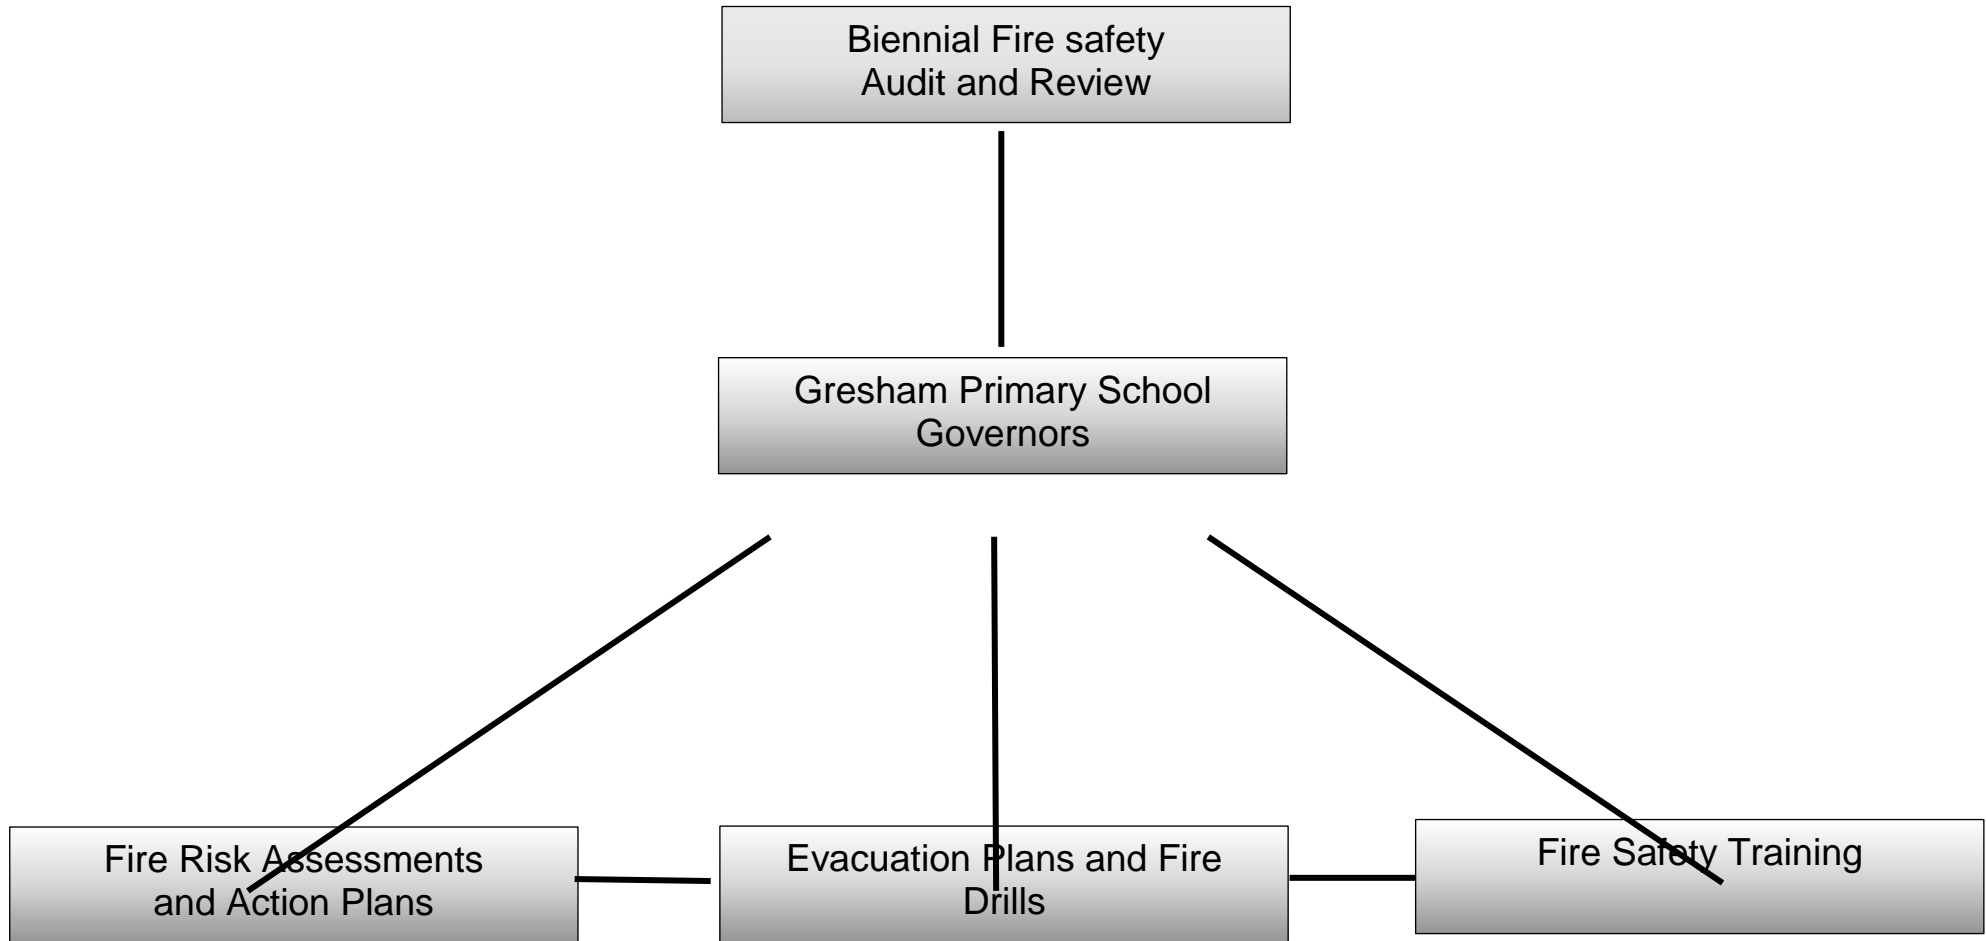 Biennial Fire safety
Audit and Review
Gresham Primary School
Governors
Fire Risk Assessments
and Action Plans
Evacuation Plans and Fire
Drills
Fire Safety Training